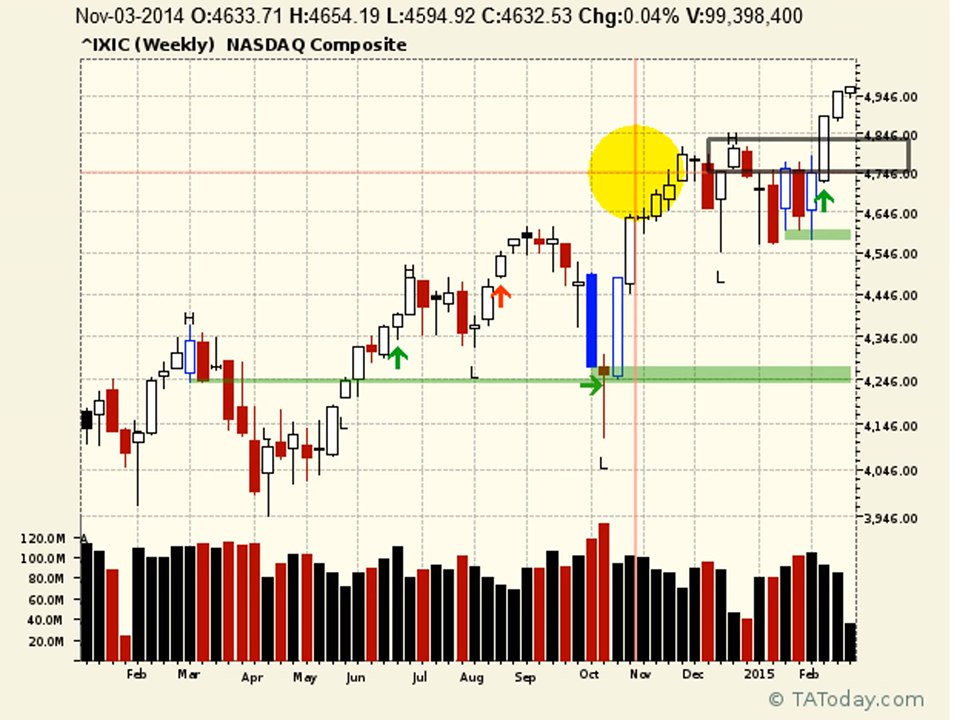 Nov-03-2014 O:4633.71 H:4654.19 L:4594.92 C:4632.53 Chg:0.04% V:99,398,400
^IXIC (Weekly) NASDAQ Composite
4,946.00
H
4,846.00
4,746.00
4,646.00
4,546.00
H
L
4,446.00
H
4,346.00
L
4,246.00
L
L
4,146.00
L
4,046.00
3,946.00
A
120.0M
100.0M
80.0M
60.0M
40.0M
20.0M
Feb Mar Apr May Jun Jul Aug Sep Oct Nov Dec 2015 Feb
© TAToday.com